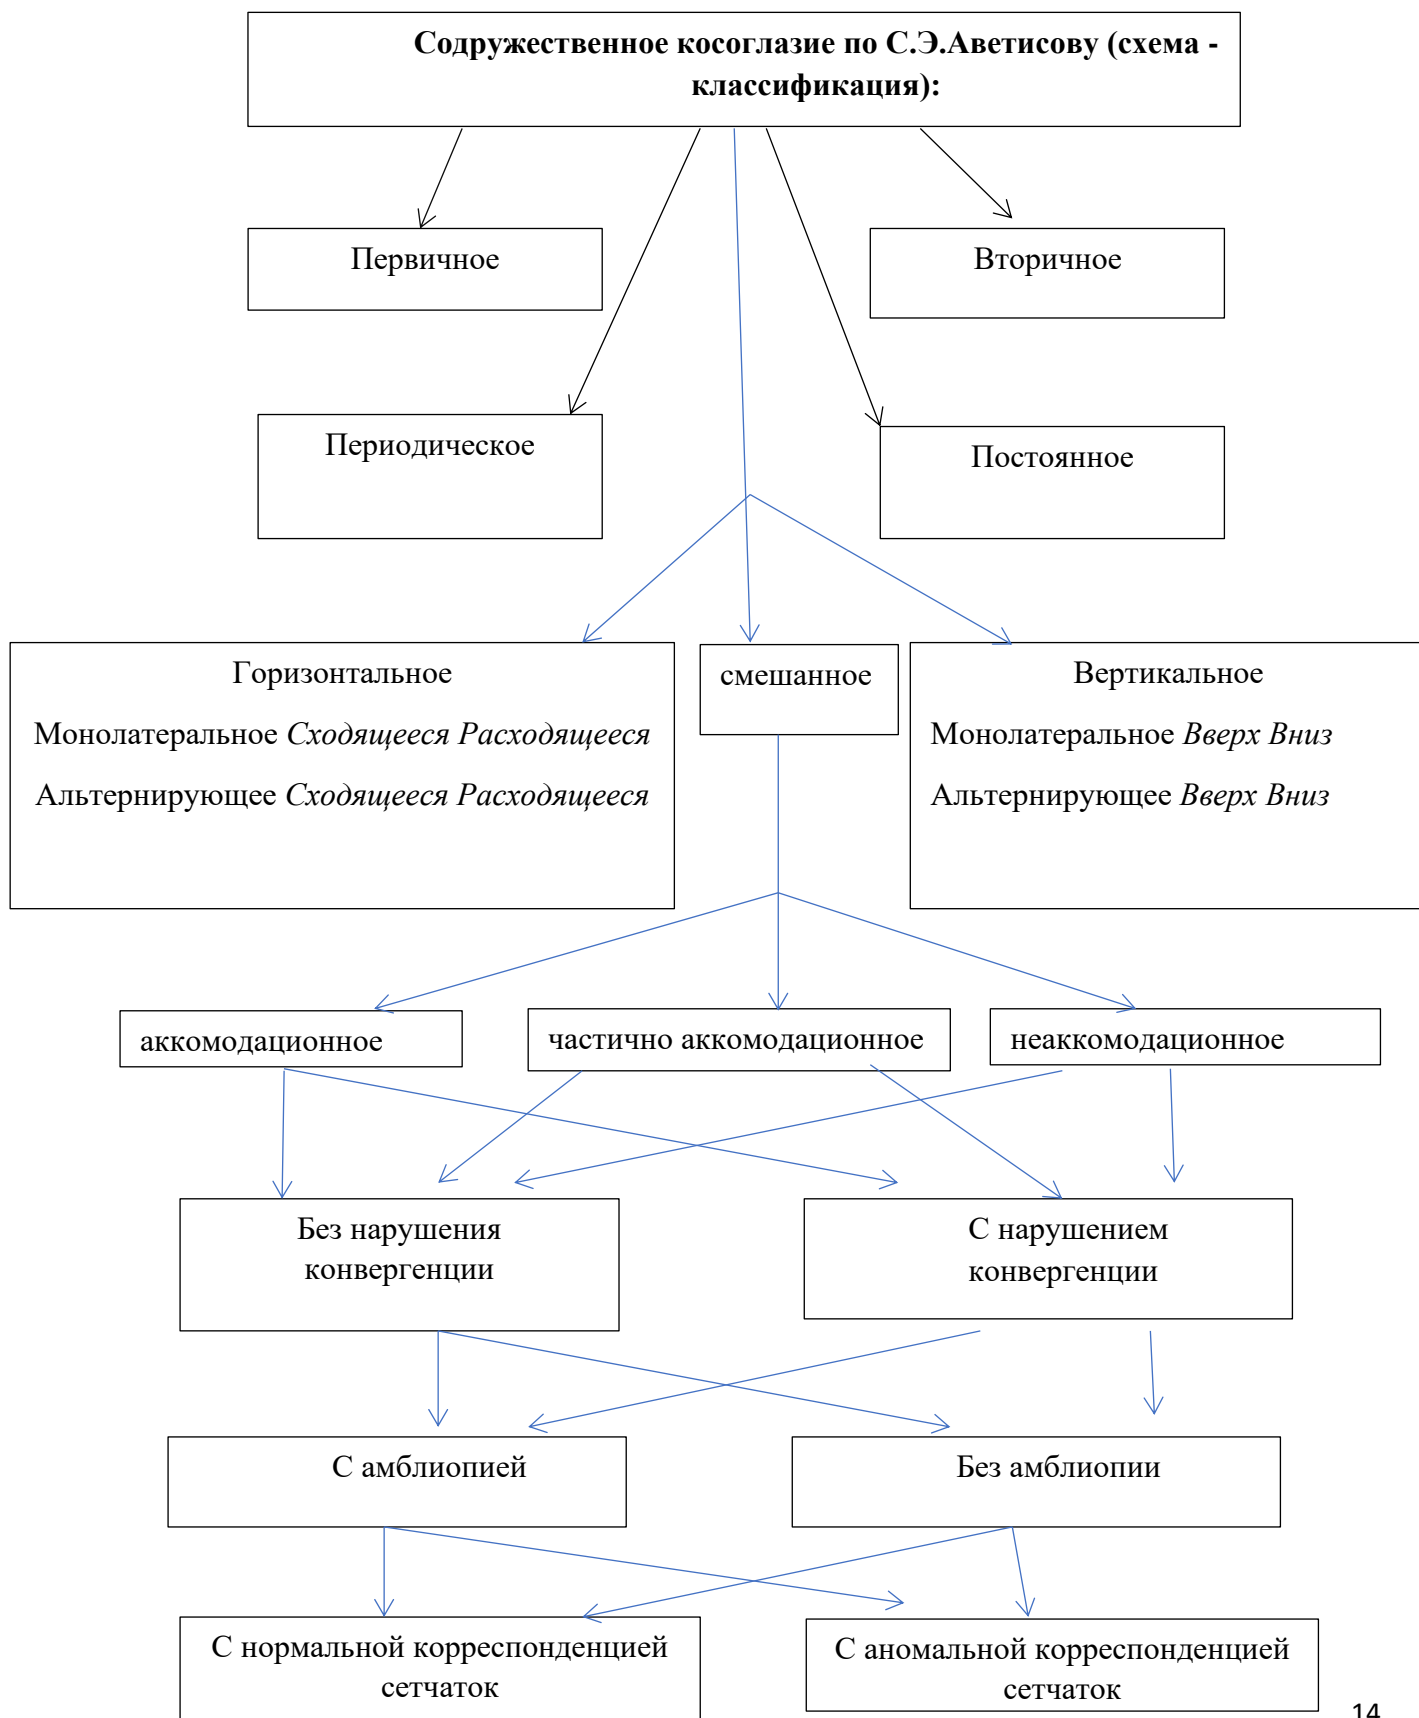 Содружественное косоглазие по С.Э.Аветисову (схема -
классификация):
Первичное
Вторичное
Периодическое
Постоянное
Горизонтальное
Монолатеральное Сходящееся Расходящееся
Альтернирующее Сходящееся Расходящееся
смешанное
Вертикальное
Монолатеральное Вверх Вниз
Альтернирующее Вверх Вниз
аккомодационное
частично аккомодационное
неаккомодационное
Без нарушения
конвергенции
С нарушением
конвергенции
С амблиопией
Без амблиопии
С нормальной корреспонденцией
сетчаток
С аномальной корреспонденцией
сетчаток
14